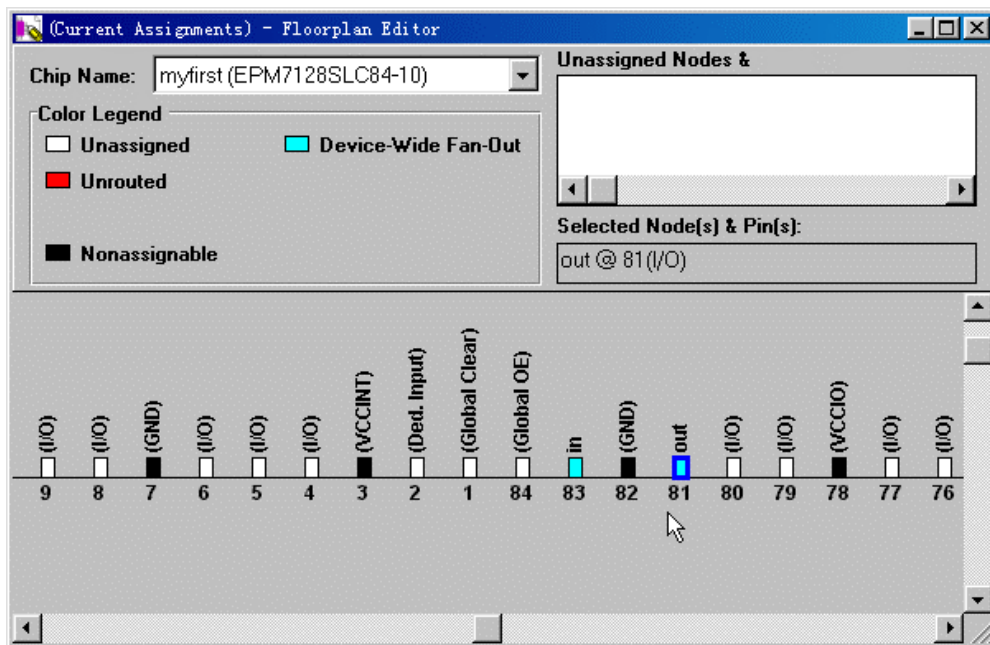 (Current Assignments) - Floorplan Editor
Chip Name: myfirst (EPM7128SLC84-10)
Unassigned Nodes &
Color Legend
Unassigned
Device-Wide Fan-Out
Unrouted
Nonassignable
Selected Node(s) & Pin(s):
out @ 81(I/O)
(I/O) (I/O) (GND) (I/O) (I/O) (I/O) (VCCINT) (Ded. Input) (Global Clear) (Global OE) in (GND) out (I/O) (I/O) (VCCIO) (I/O) (I/O)
9 8 7 6 5 4 3 2 1 84 83 82 81 80 79 78 77 76